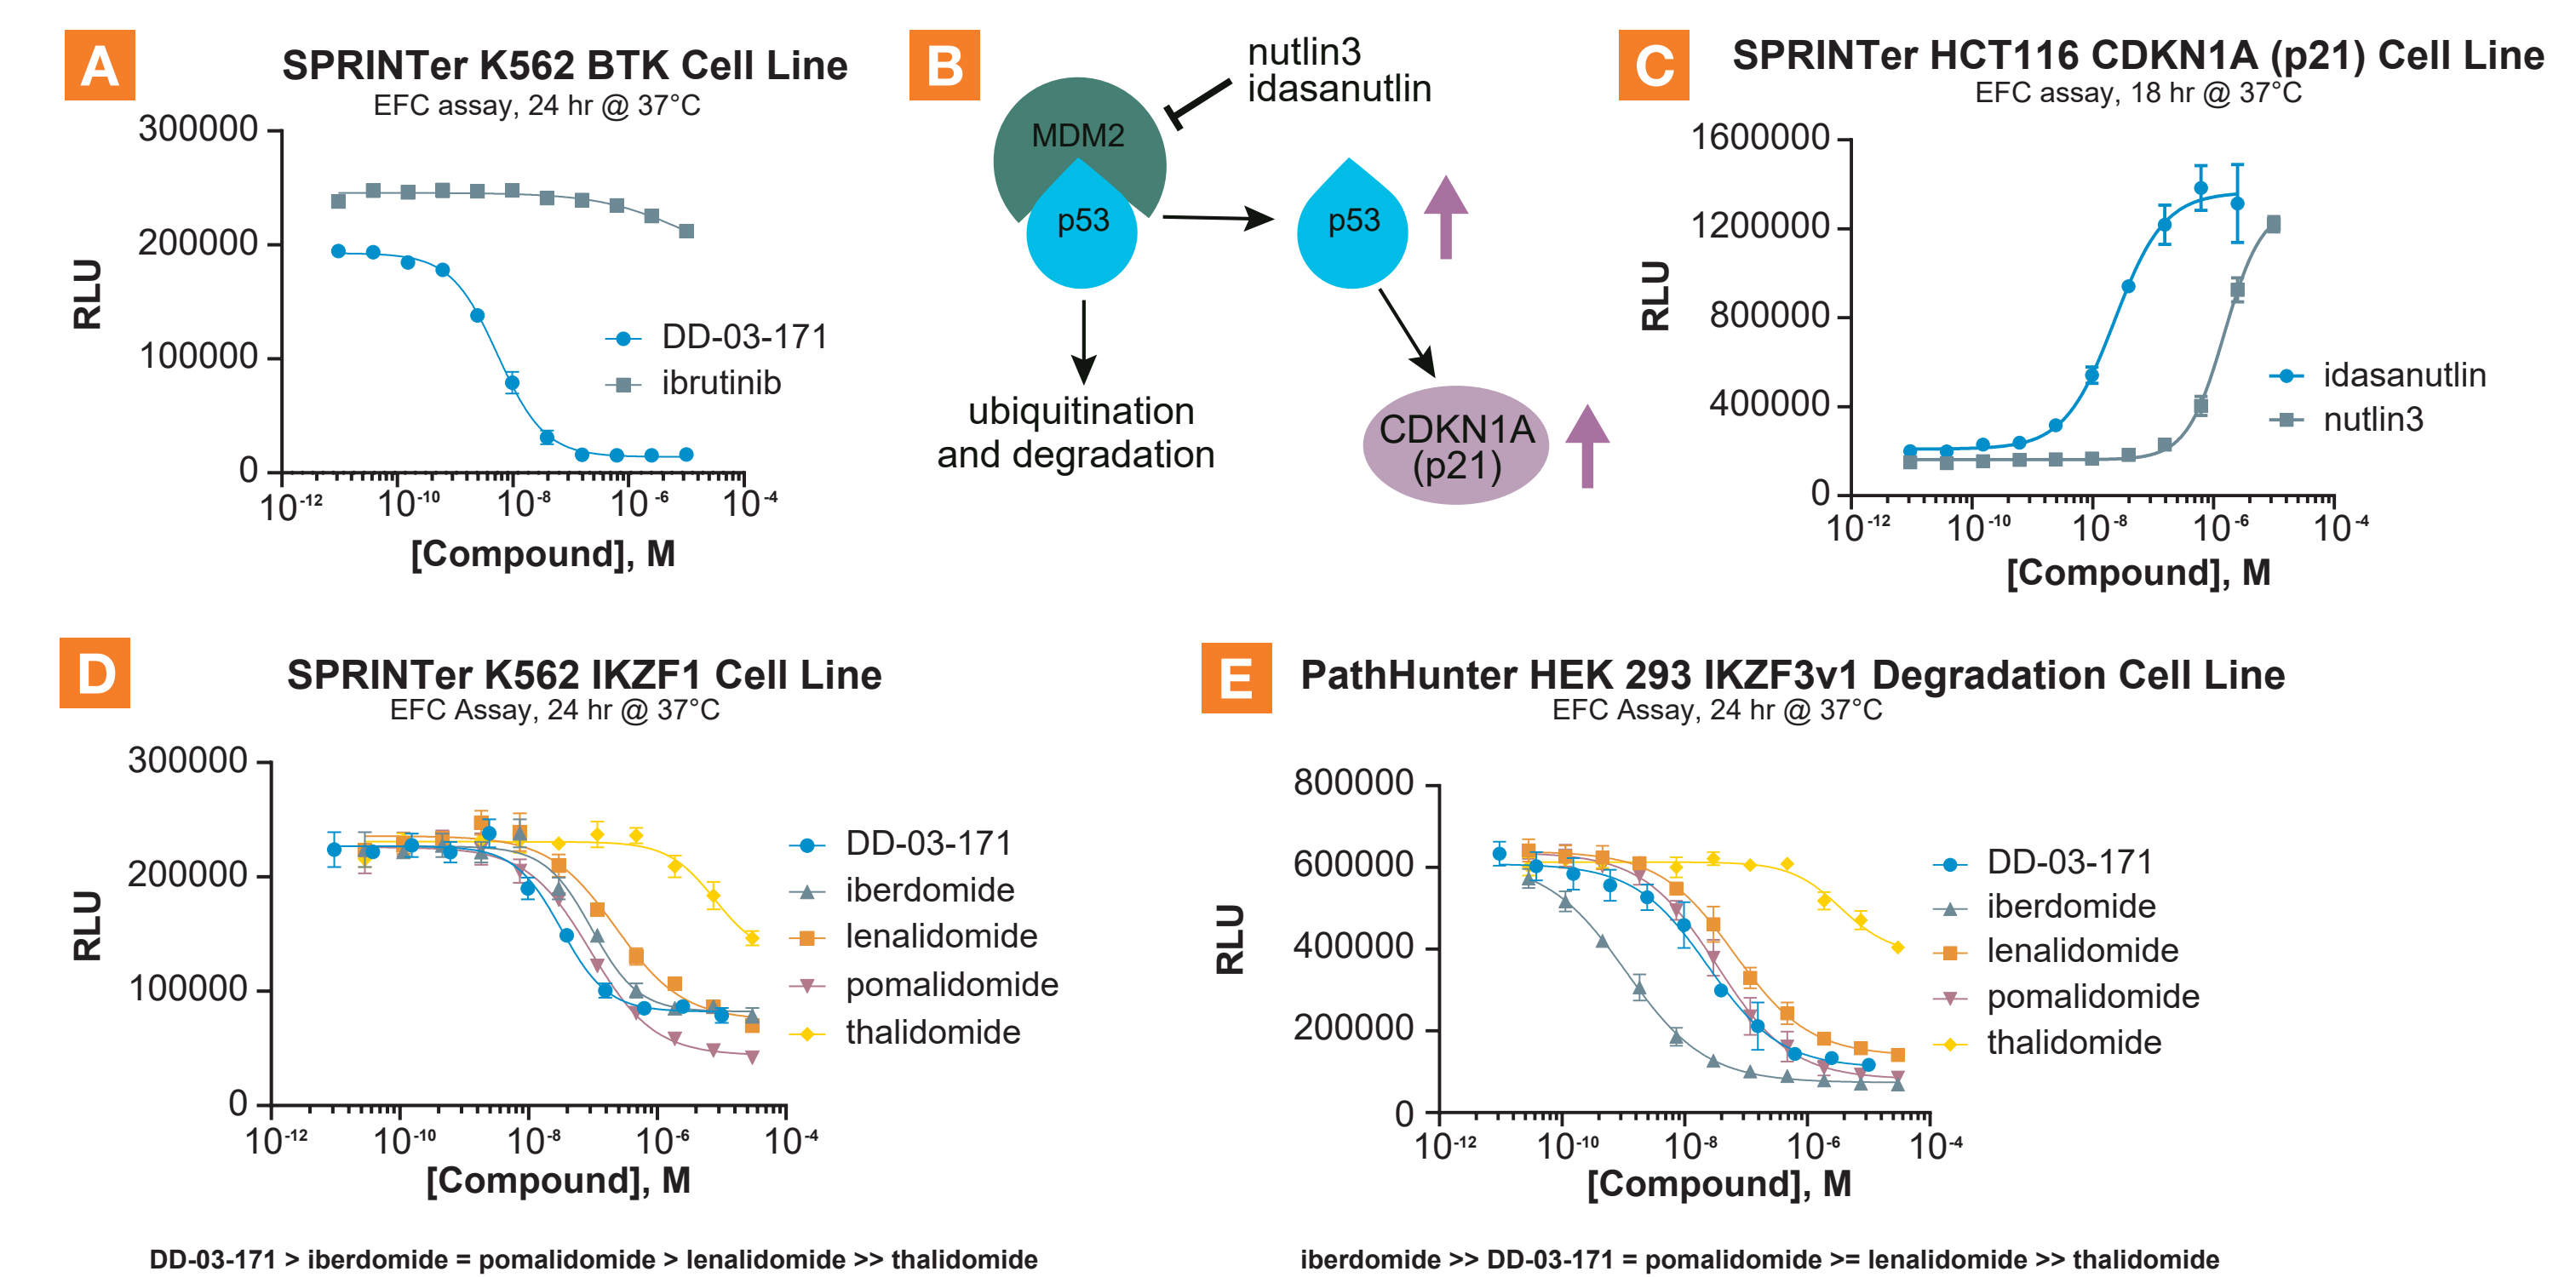 A
SPRINTer K562 BTK Cell Line
EFC assay, 24 hr @ 37°C
300000
200000
100000
0
RLU
DD-03-171
ibrutinib
10-12
10-10
10-8
10-6
10-4
[Compound], M
B
nutlin3
idasanutlin
MDM2
p53
p53
ubiquitination
and degradation
CDKN1A
(p21)
C
SPRINTer HCT116 CDKN1A (p21) Cell Line
EFC assay, 18 hr @ 37°C
1600000
1200000
800000
400000
0
RLU
idasanutlin
nutlin3
10-12
10-10
10-8
10-6
10-4
[Compound], M
D
SPRINTer K562 IKZF1 Cell Line
EFC Assay, 24 hr @ 37°C
300000
200000
100000
0
RLU
DD-03-171
iberdomide
lenalidomide
pomalidomide
thalidomide
10-12
10-10
10-8
10-6
10-4
[Compound], M
DD-03-171 > iberdomide = pomalidomide > lenalidomide >> thalidomide
E
PathHunter HEK 293 IKZF3v1 Degradation Cell Line
EFC Assay, 24 hr @ 37°C
800000
600000
400000
200000
0
RLU
DD-03-171
iberdomide
lenalidomide
pomalidomide
thalidomide
10-12
10-10
10-8
10-6
10-4
[Compound], M
iberdomide >> DD-03-171 = pomalidomide >= lenalidomide >> thalidomide